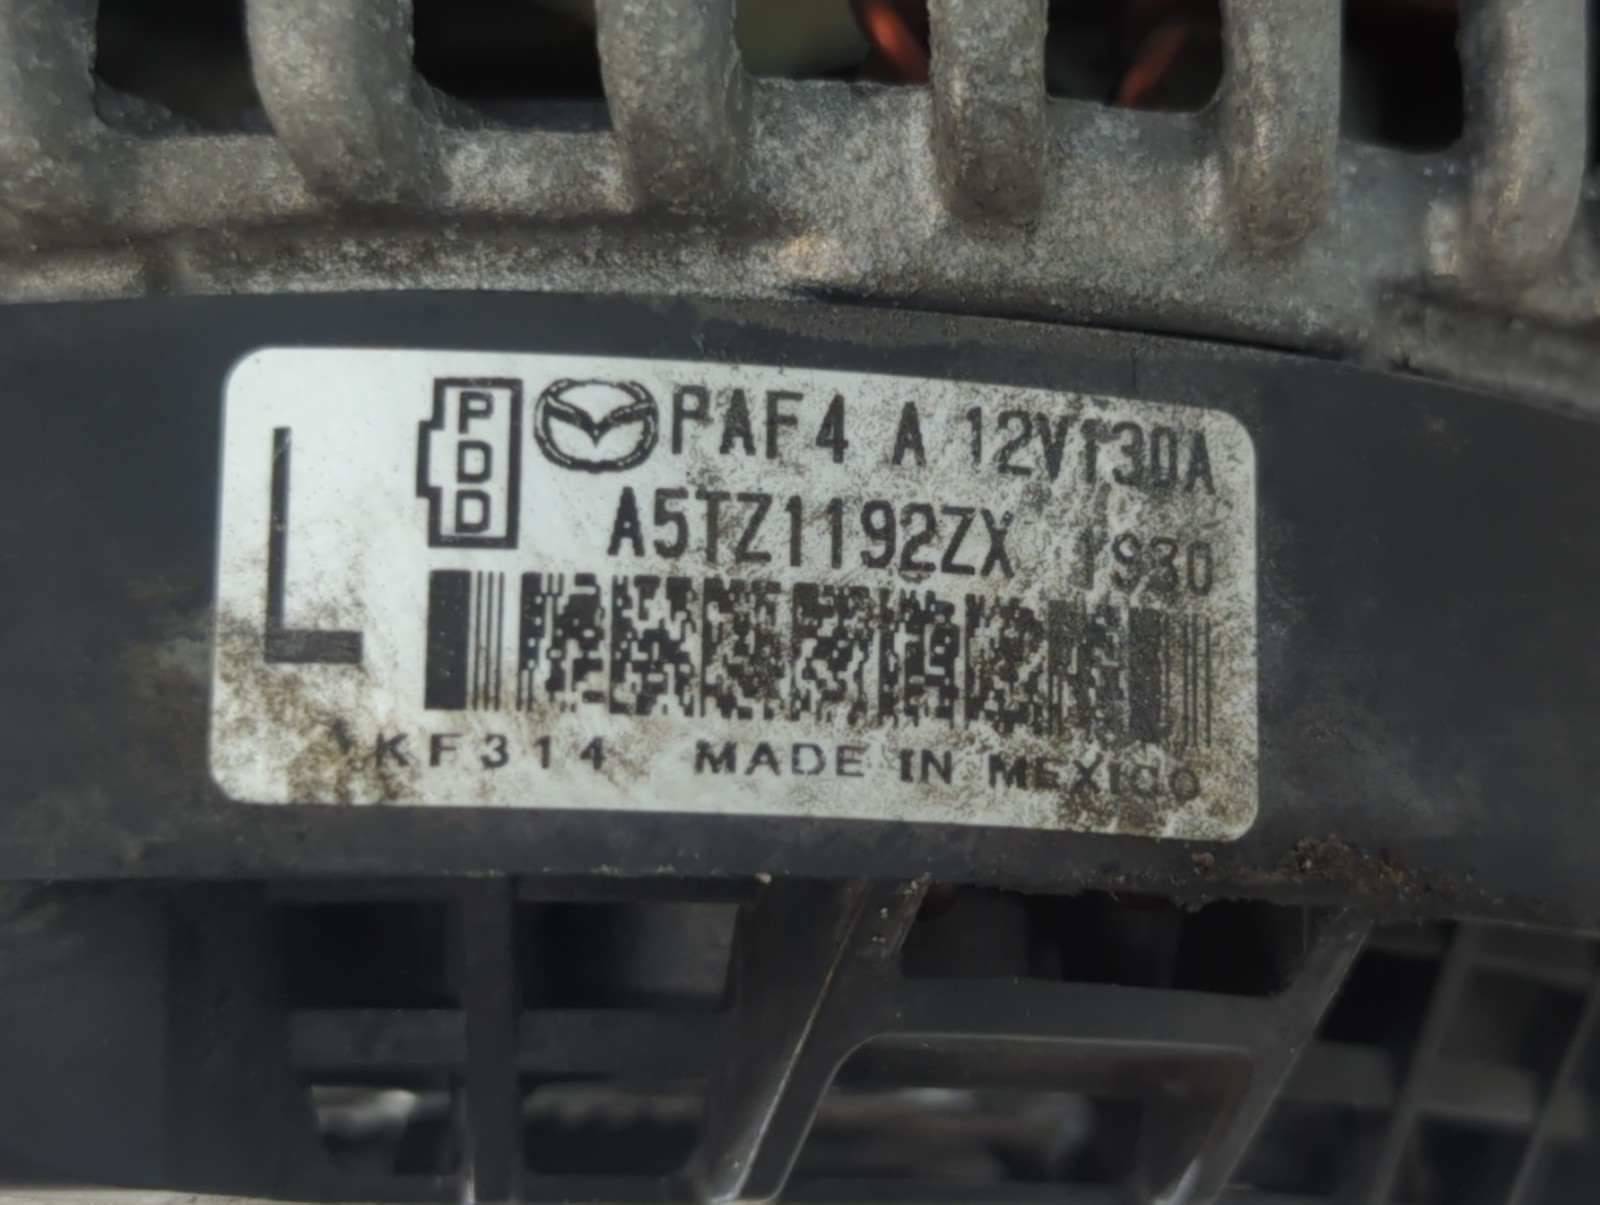 L
PDD
PAF4 A 12V130A
A5TZ1192ZX 1930
KF314 MADE IN MEXICO